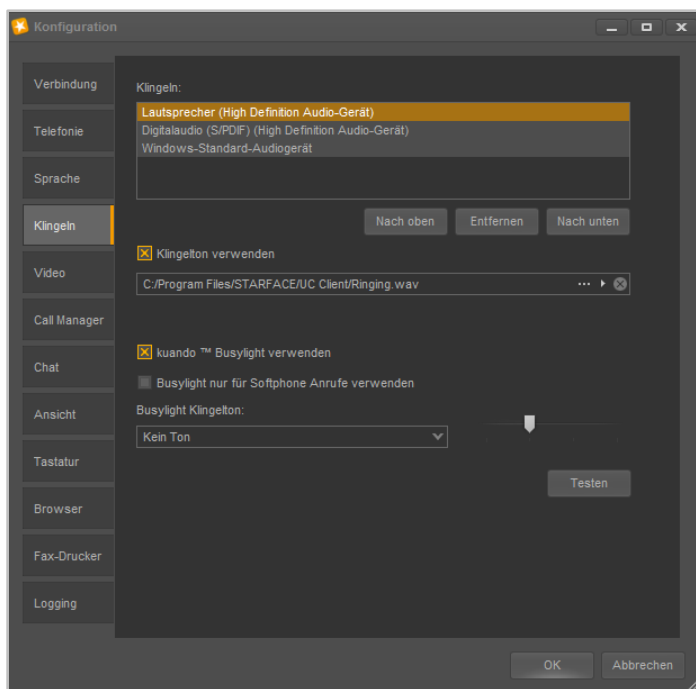 Konfiguration
Verbindung
Telefonie
Sprache
Klingeln
Video
Call Manager
Chat
Ansicht
Tastatur
Browser
Fax-Drucker
Logging
Klingeln:
Lautsprecher (High Definition Audio-Gerät)
Digitalaudio (S/PDIF) (High Definition Audio-Gerät)
Windows-Standard-Audiogerät
Nach oben Entfernen Nach unten
Klingelton verwenden
C:/Program Files/STARFACE/UC Client/Ringing.wav ...
kuando ™ Busylight verwenden
Busylight nur für Softphone Anrufe verwenden
Busylight Klingelton:
Kein Ton
Testen
OK Abbrechen